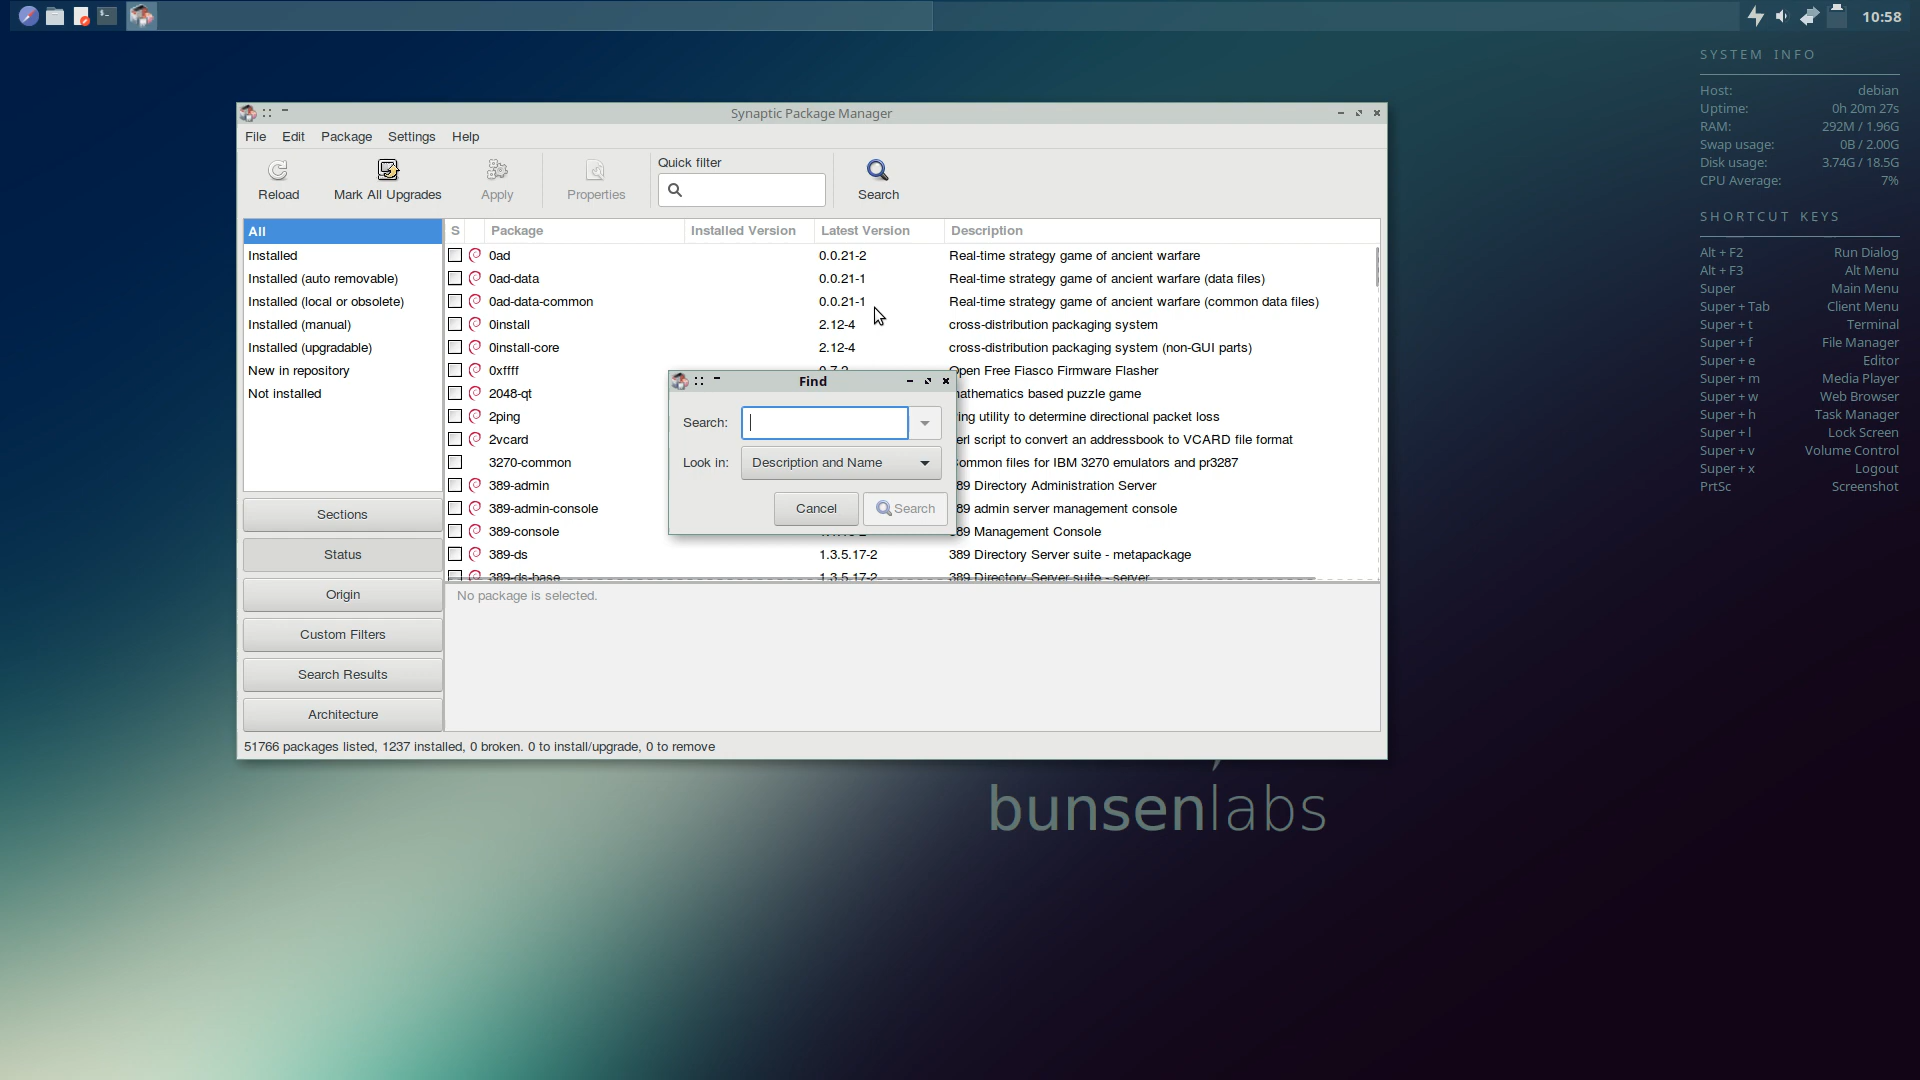 10:58
SYSTEM INFO
Host: debian
Uptime: 0h 20m 27s
RAM: 292M / 1.96G
Swap usage: 0B / 2.00G
Disk usage: 3.74G / 18.5G
CPU Average: 7%
SHORTCUT KEYS
Alt + F2 Run Dialog
Alt + F3 Alt Menu
Super Main Menu
Super + Tab Client Menu
Super + t Terminal
Super + f File Manager
Super + e Editor
Super + m Media Player
Super + w Web Browser
Super + h Task Manager
Super + l Lock Screen
Super + v Volume Control
Super + x Logout
PrtSc Screenshot
Synaptic Package Manager
File Edit Package Settings Help
Reload Mark All Upgrades Apply Properties Quick filter Search
All
Installed
Installed (auto removable)
Installed (local or obsolete)
Installed (manual)
Installed (upgradable)
New in repository
Not installed
Sections
Status
Origin
Custom Filters
Search Results
Architecture
S Package Installed Version Latest Version Description
0ad 0.0.21-2 Real-time strategy game of ancient warfare
0ad-data 0.0.21-1 Real-time strategy game of ancient warfare (data files)
0ad-data-common 0.0.21-1 Real-time strategy game of ancient warfare (common data files)
0install 2.12-4 cross-distribution packaging system
0install-core 2.12-4 cross-distribution packaging system (non-GUI parts)
0xffff Open Free Fiasco Firmware Flasher
2048-qt mathematics based puzzle game
2ping ing utility to determine directional packet loss
2vcard erl script to convert an addressbook to VCARD file format
3270-common ommon files for IBM 3270 emulators and pr3287
389-admin 89 Directory Administration Server
389-admin-console 89 admin server management console
389-console 89 Management Console
389-ds 1.3.5.17-2 389 Directory Server suite - metapackage
389-ds-base 1.3.5.17-2 389 Directory Server suite - server
Find
Search:
Look in: Description and Name
Cancel Search
No package is selected.
51766 packages listed, 1237 installed, 0 broken. 0 to install/upgrade, 0 to remove
bunsenlabs